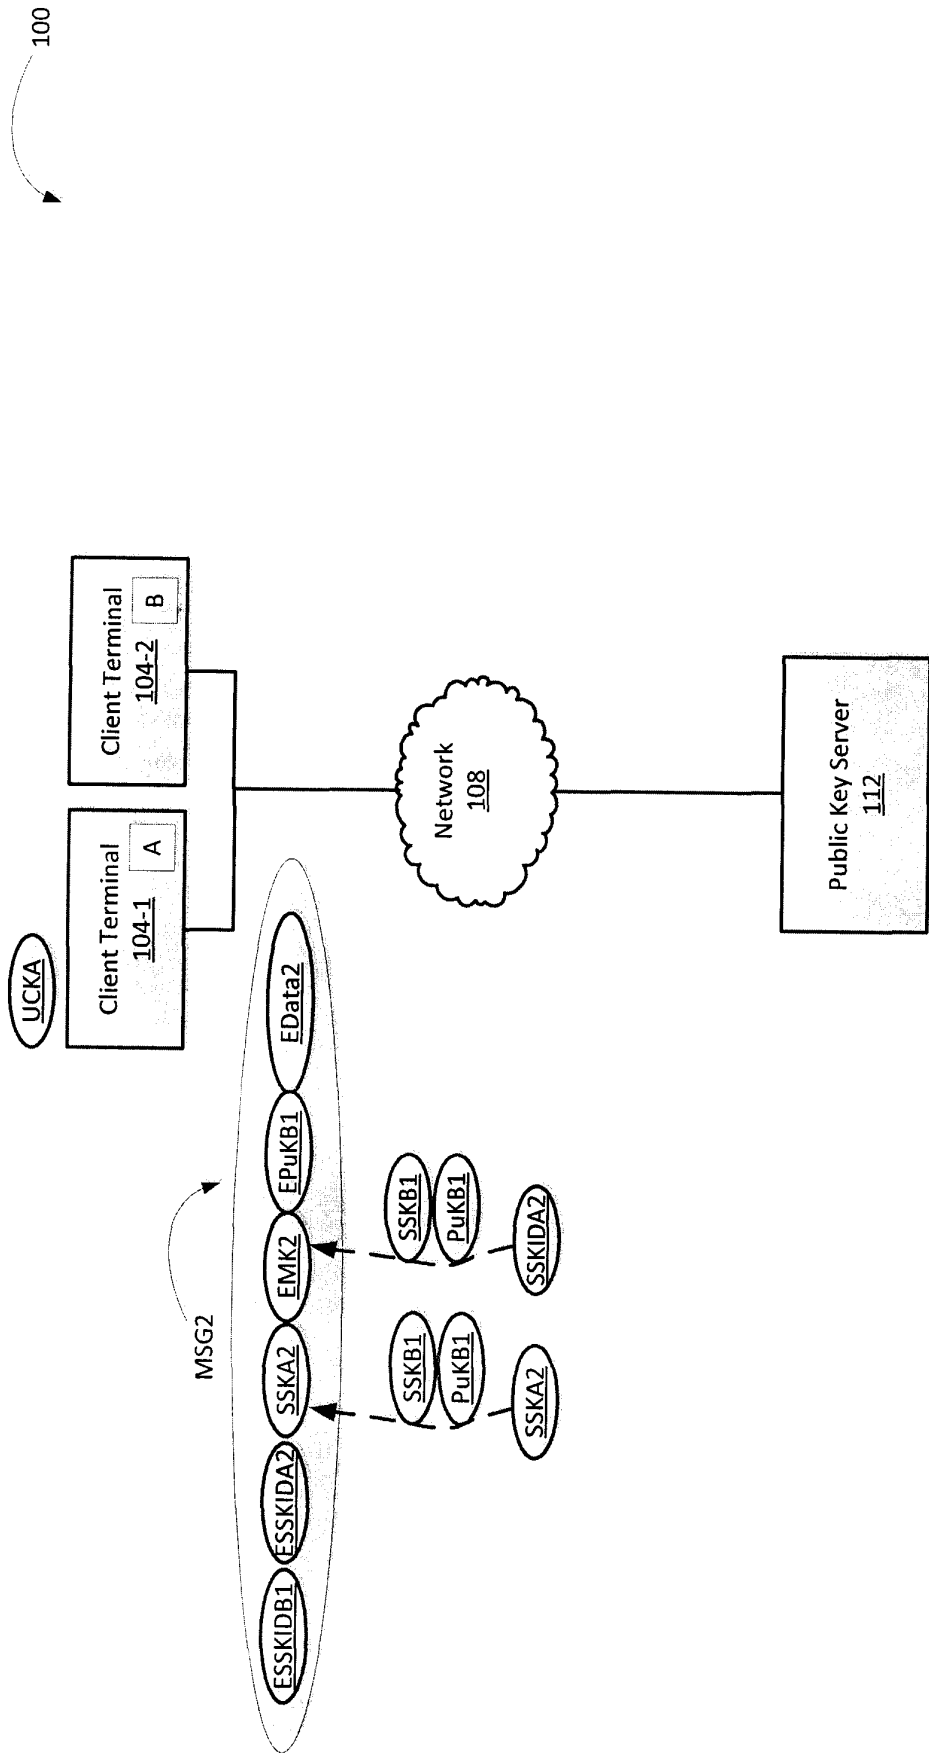 100
UCKA
Client Terminal
104-1
A
Client Terminal
104-2
B
MSG2
ESSKIDB1
ESSKIDA2
SSKA2
EMK2
EPuKB1
EData2
SSKB1
PuKB1
SSKA2
SSKB1
PuKB1
SSKIDA2
Network
108
Public Key Server
112